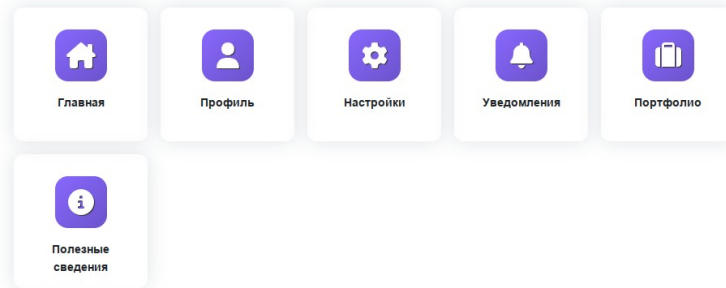 Главная
Профиль
Настройки
Уведомления
Портфолио
Полезные
сведения